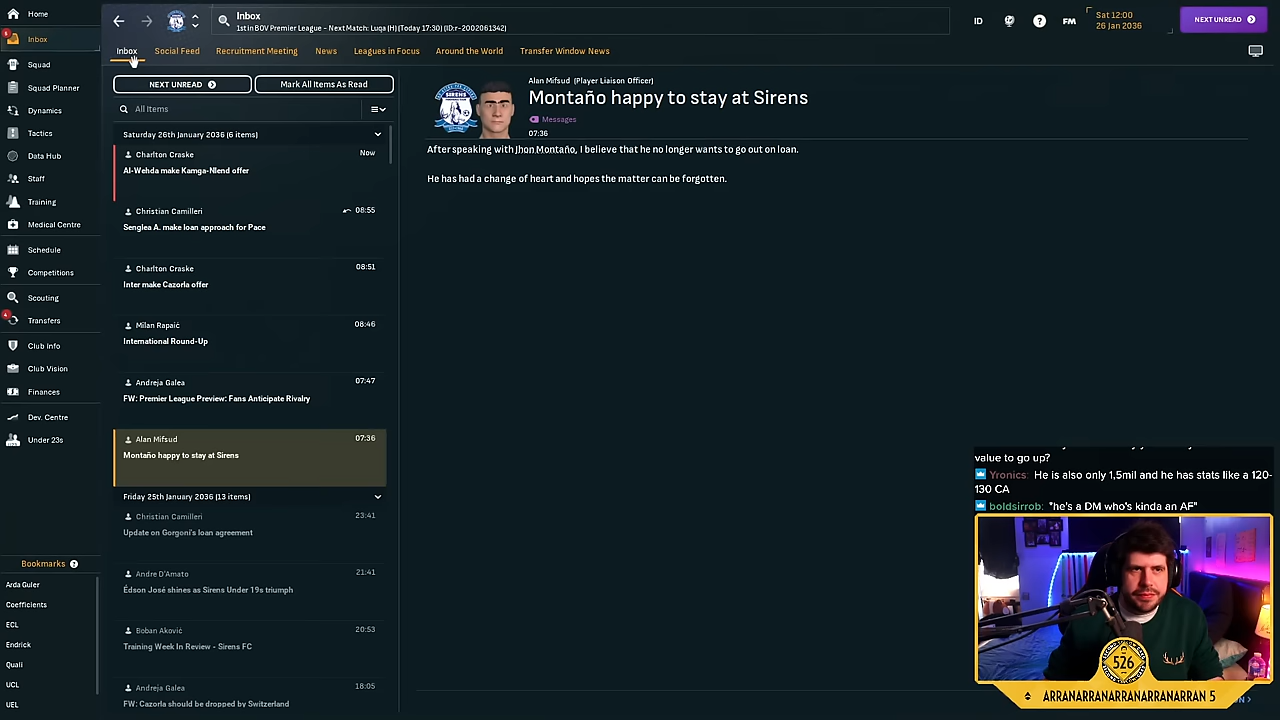 Home
Inbox
Squad
Squad Planner
Dynamics
Tactics
Data Hub
Staff
Training
Medical Centre
Schedule
Competitions
Scouting
Transfers
Club Info
Club Vision
Finances
Dev. Centre
Under 23s
Bookmarks ?
Arda Guler
Coefficients
ECL
Endrick
Quali
UCL
UEL
Inbox
1st in BOV Premier League - Next Match: Luqa (H) (Today 17:30) (ID:r-2002061342)
ID
?
FM
Sat 12:00
26 Jan 2036
NEXT UNREAD
Inbox
Social Feed
Recruitment Meeting
News
Leagues in Focus
Around the World
Transfer Window News
NEXT UNREAD
Mark All Items As Read
All Items
Saturday 26th January 2036 (6 items)
Charlton Craske Now
Al-Wehda make Kamga-Nlend offer
Christian Camilleri 08:55
Senglea A. make loan approach for Pace
Charlton Craske 08:51
Inter make Cazorla offer
Milan Rapaić 08:46
International Round-Up
Andreja Galea 07:47
FW: Premier League Preview: Fans Anticipate Rivalry
Alan Mifsud 07:36
Montaño happy to stay at Sirens
Friday 25th January 2036 (13 items)
Christian Camilleri 23:41
Update on Gorgoni's loan agreement
Andre D'Amato 21:41
Édson José shines as Sirens Under 19s triumph
Boban Aković 20:53
Training Week In Review - Sirens FC
Andreja Galea 18:05
FW: Cazorla should be dropped by Switzerland
SIRENS
Alan Mifsud (Player Liaison Officer)
Montaño happy to stay at Sirens
Messages
07:36
After speaking with Jhon Montaño, I believe that he no longer wants to go out on loan.
He has had a change of heart and hopes the matter can be forgotten.
value to go up?
Yronics: He is also only 1,5mil and he has stats like a 120-
130 CA
boldsirrob: "he's a DM who's kinda an AF"
526
ARRANARRANARRANARRANARRAN 5